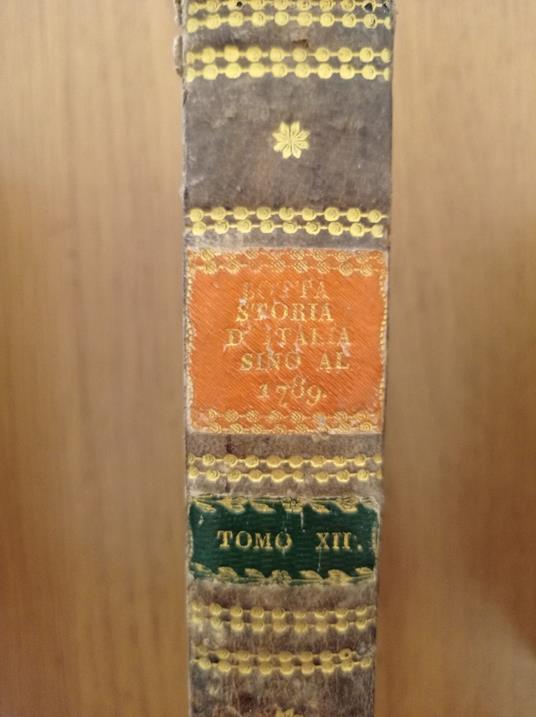 BOTTA
STORIA
D' ITALIA
SINO AL
1789.
TOMO XII.